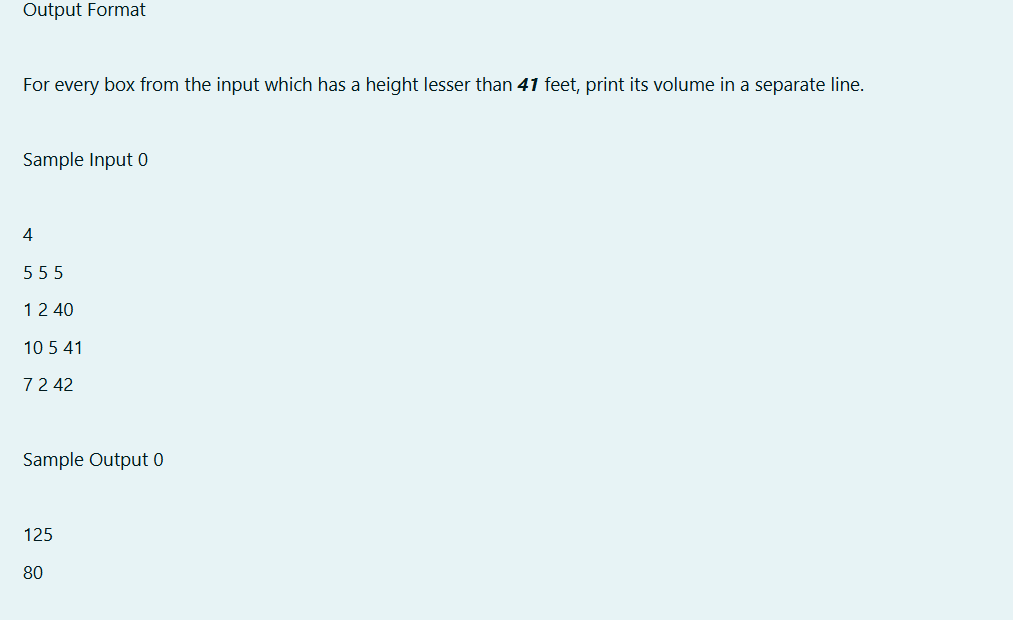 Output Format
For every box from the input which has a height lesser than 41 feet, print its volume in a separate line.
Sample Input 0
4
5 5 5
1 2 40
10 5 41
7 2 42
Sample Output 0
125
80